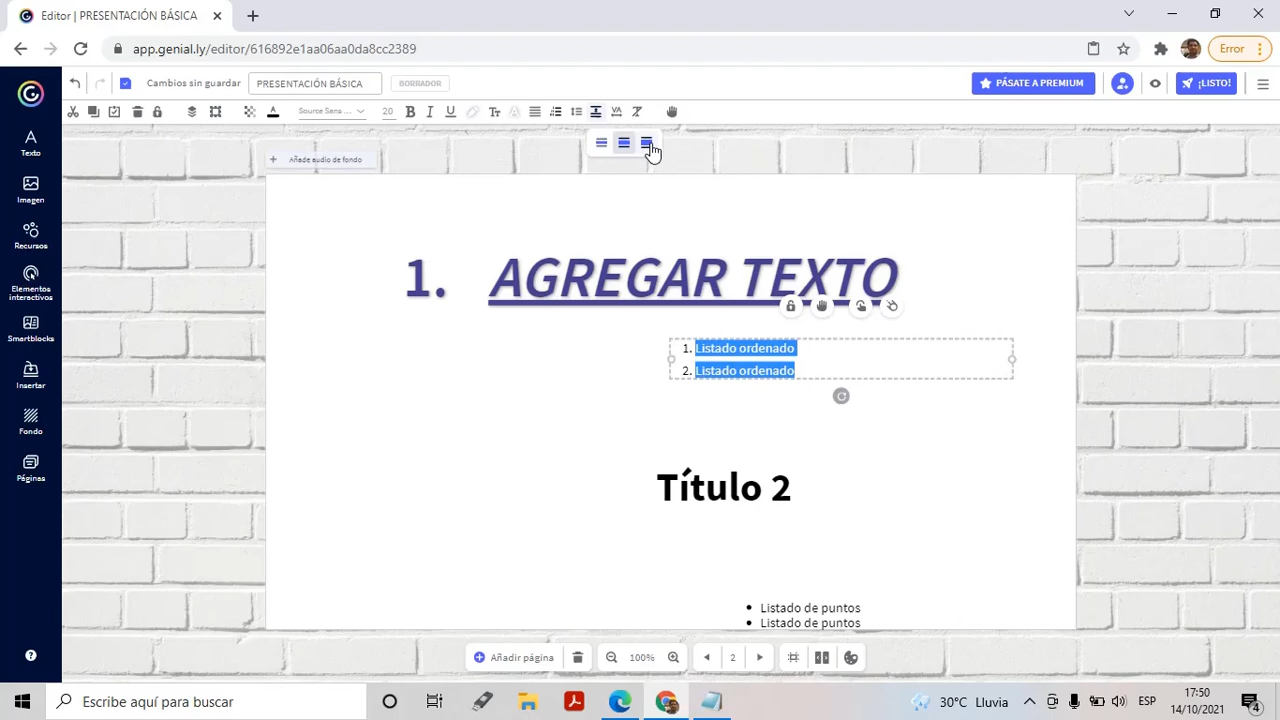 Editor | PRESENTACIÓN BÁSICA
app.genial.ly/editor/616892e1aa06aa0da8cc2389
Error
Cambios sin guardar
PRESENTACIÓN BÁSICA
BORRADOR
PÁSATE A PREMIUM
¡LISTO!
Source Sans ...
20
Añade audio de fondo
Texto
Imagen
Recursos
Elementos
interactivos
Smartblocks
Insertar
Fondo
Páginas
1. AGREGAR TEXTO
1. Listado ordenado
2. Listado ordenado
Título 2
• Listado de puntos
• Listado de puntos
Añadir página
100%
2
Escribe aquí para buscar
30°C Lluvia
ESP
17:50
14/10/2021
4